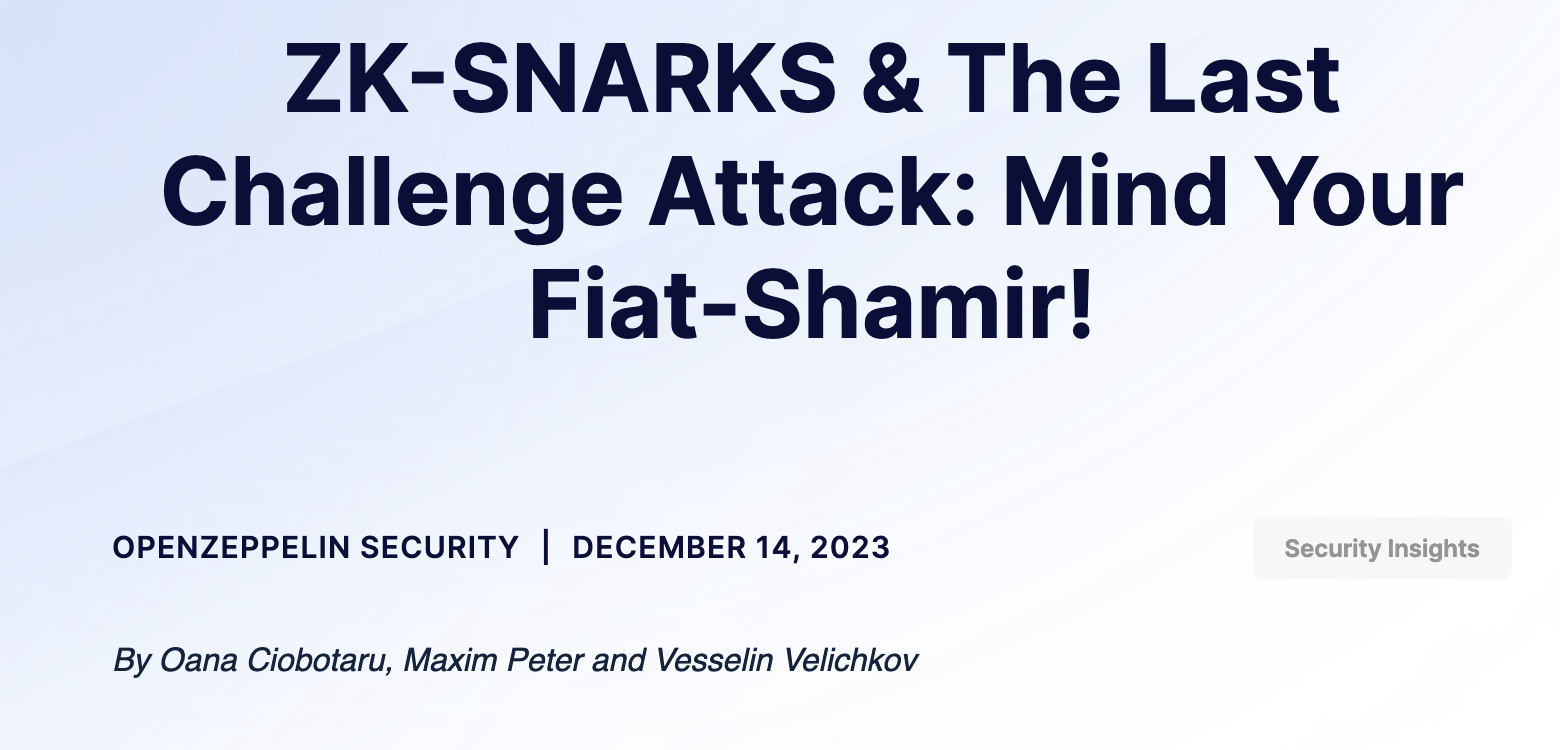 ZK-SNARKS & The Last
Challenge Attack: Mind Your
Fiat-Shamir!
OPENZEPPELIN SECURITY | DECEMBER 14, 2023
Security Insights
By Oana Ciobotaru, Maxim Peter and Vesselin Velichkov